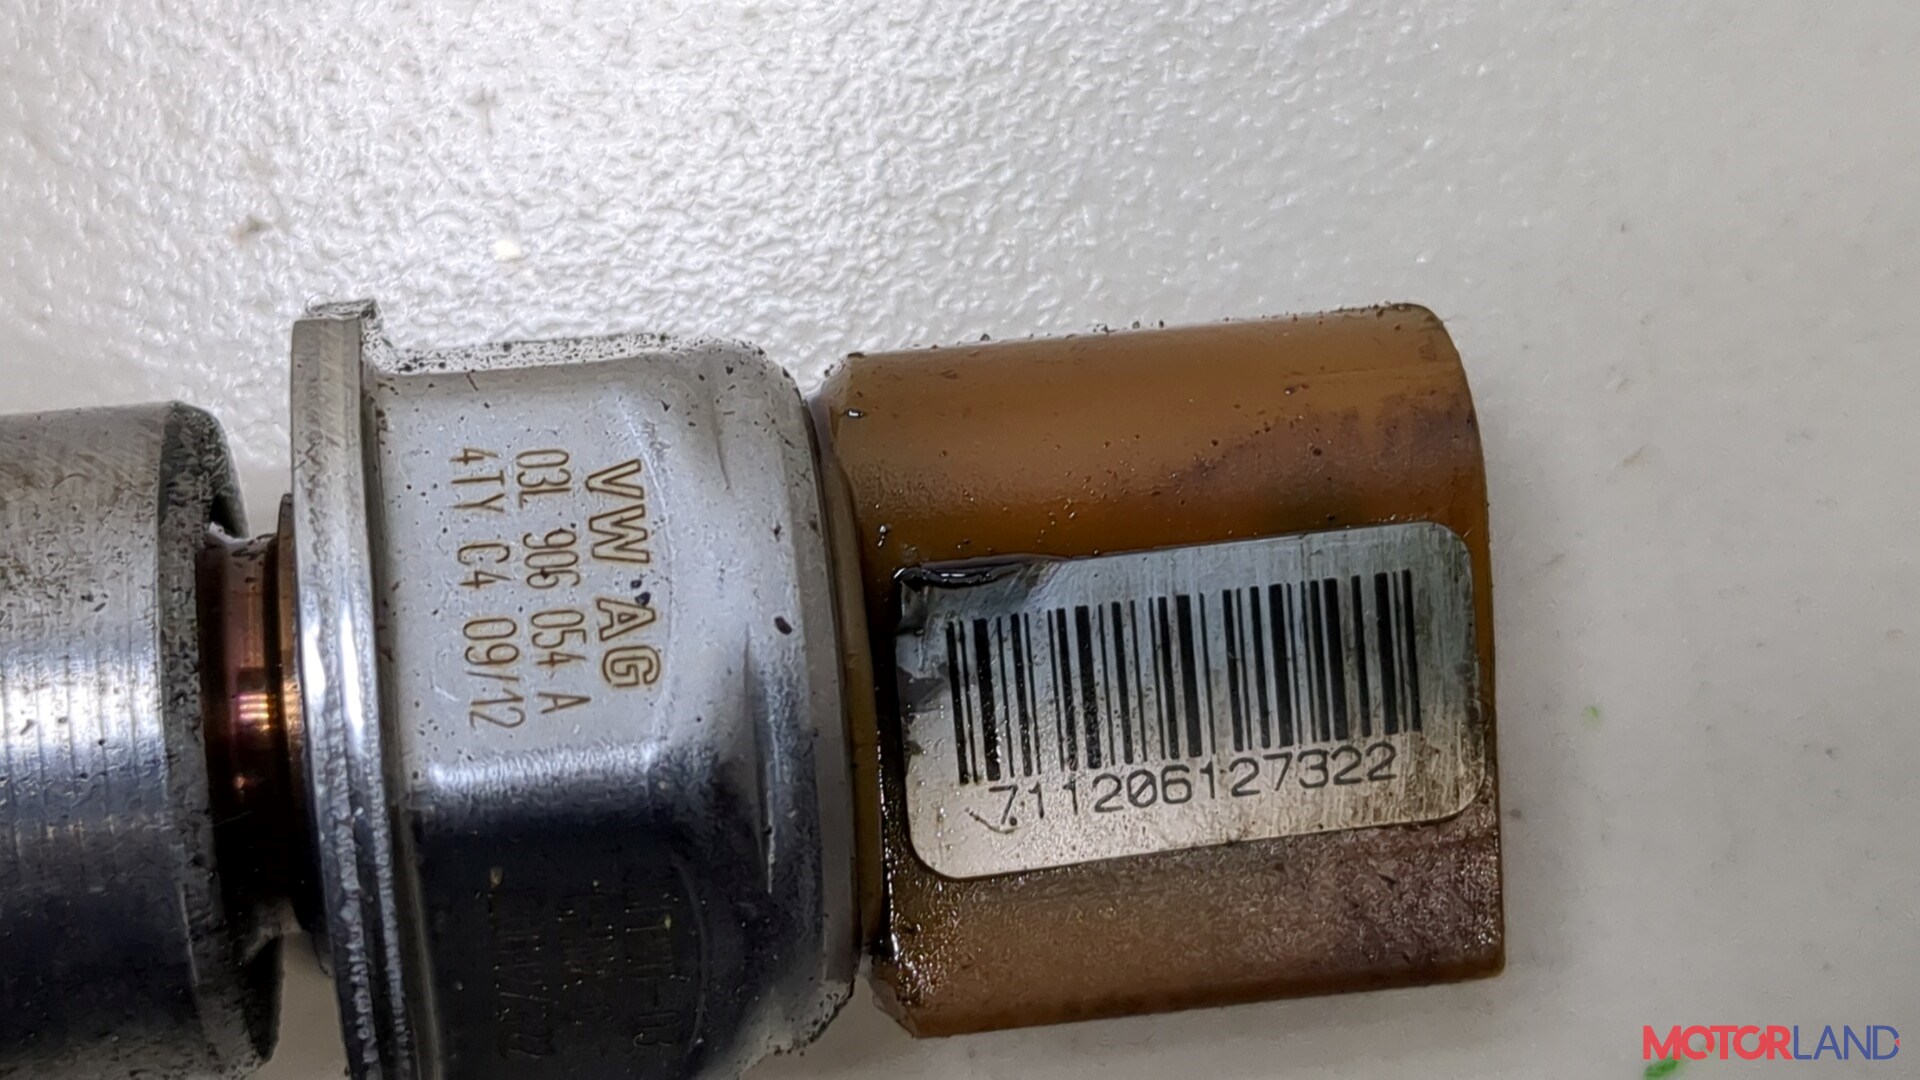 VW AG
03L 906 054 A
4TY C4 09/12
711206127322
MOTORLAND